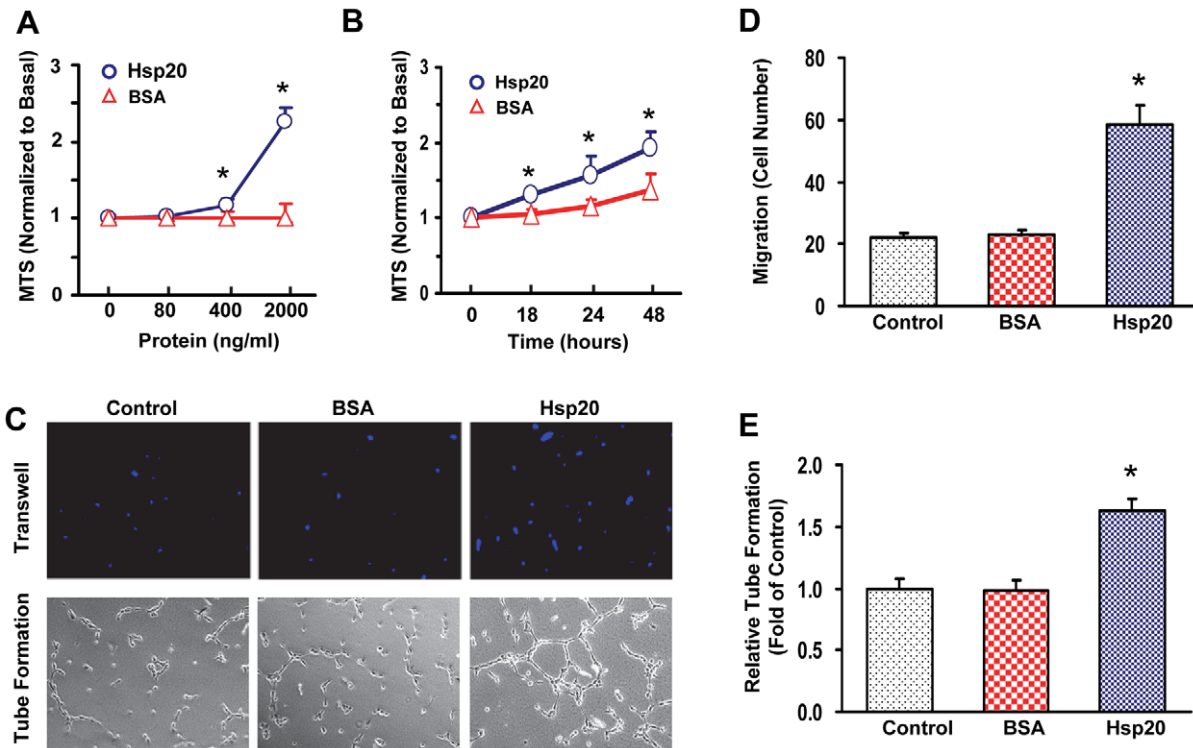 A
Hsp20
BSA
MTS (Normalized to Basal)
3
2
1
0
0 80 400 2000
* *
Protein (ng/ml)
B
Hsp20
BSA
MTS (Normalized to Basal)
3
2
1
0
0 18 24 48
* * *
Time (hours)
C
Control BSA Hsp20
Transwell
Tube Formation
D
Migration (Cell Number)
80
60
40
20
0
*
Control BSA Hsp20
E
Relative Tube Formation
(Fold of Control)
2.0
1.5
1.0
0.5
0.0
*
Control BSA Hsp20